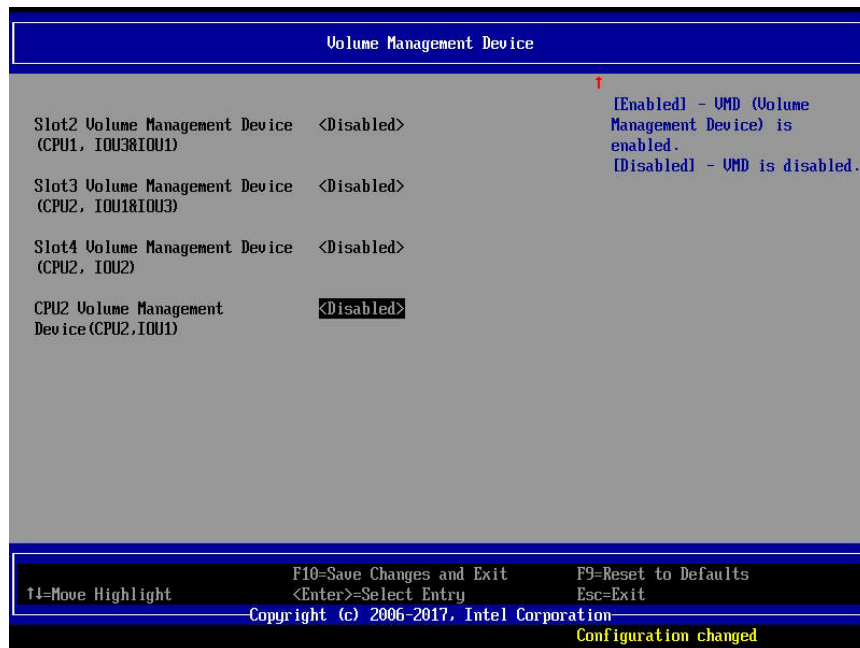 Volume Management Device
Slot2 Volume Management Device <Disabled>
(CPU1, IOU3&IOU1)
Slot3 Volume Management Device <Disabled>
(CPU2, IOU1&IOU3)
Slot4 Volume Management Device <Disabled>
(CPU2, IOU2)
CPU2 Volume Management <Disabled>
Device(CPU2,IOU1)
↑
[Enabled] - VMD (Volume
Management Device) is
enabled.
[Disabled] - VMD is disabled.
F10=Save Changes and Exit F9=Reset to Defaults
↑↓=Move Highlight <Enter>=Select Entry Esc=Exit
Copyright (c) 2006-2017, Intel Corporation
Configuration changed